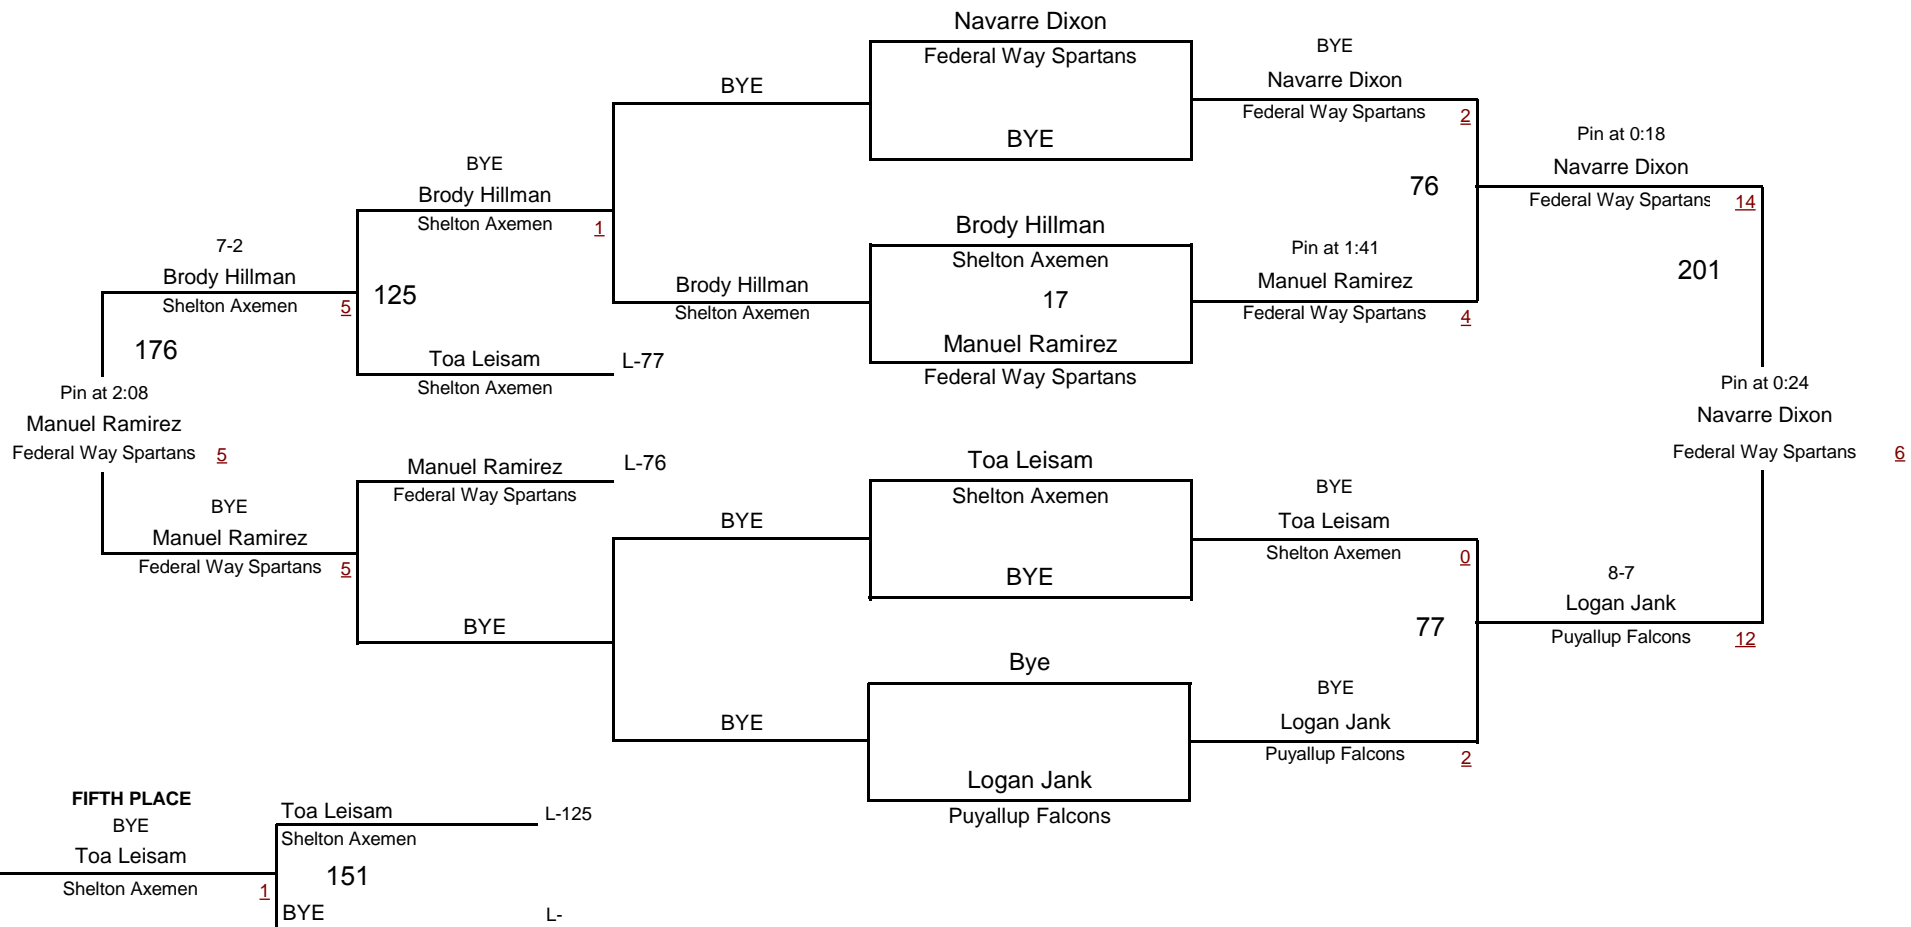 Navarre Dixon
Federal Way Spartans
BYE
BYE
Navarre Dixon
Federal Way Spartans 2
BYE
Pin at 0:18
Navarre Dixon
Federal Way Spartans 14
76
BYE
Brody Hillman
Shelton Axemen 1
7-2
Brody Hillman
Shelton Axemen 5
125
176
Brody Hillman
Shelton Axemen
Brody Hillman
Shelton Axemen
17
Manuel Ramirez
Federal Way Spartans
Pin at 1:41
Manuel Ramirez
Federal Way Spartans 4
201
Toa Leisam L-77
Shelton Axemen
Pin at 2:08
Manuel Ramirez
Federal Way Spartans 5
Pin at 0:24
Navarre Dixon
Federal Way Spartans 6
Manuel Ramirez L-76
Federal Way Spartans
BYE
Manuel Ramirez
Federal Way Spartans 5
BYE
Toa Leisam
Shelton Axemen
BYE
BYE
Toa Leisam
Shelton Axemen 0
8-7
Logan Jank
Puyallup Falcons 12
77
BYE
BYE
Bye
Logan Jank
Puyallup Falcons
BYE
Logan Jank
Puyallup Falcons 2
FIFTH PLACE
BYE
Toa Leisam
Shelton Axemen 1
Toa Leisam L-125
Shelton Axemen
151
BYE L-